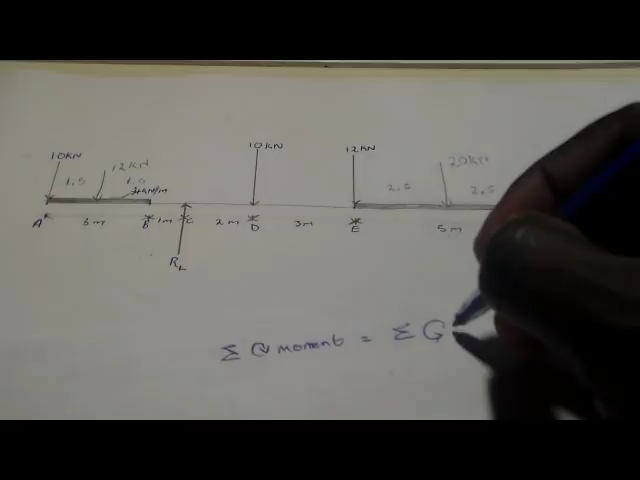 10KN 10KN 12KN
12KN 20KN
1.5 1.5 2.5 2.5
4KN/m
A 3m B 1m C 2m D 3m E 5m
RL
Σ ↻ moment = Σ ↺